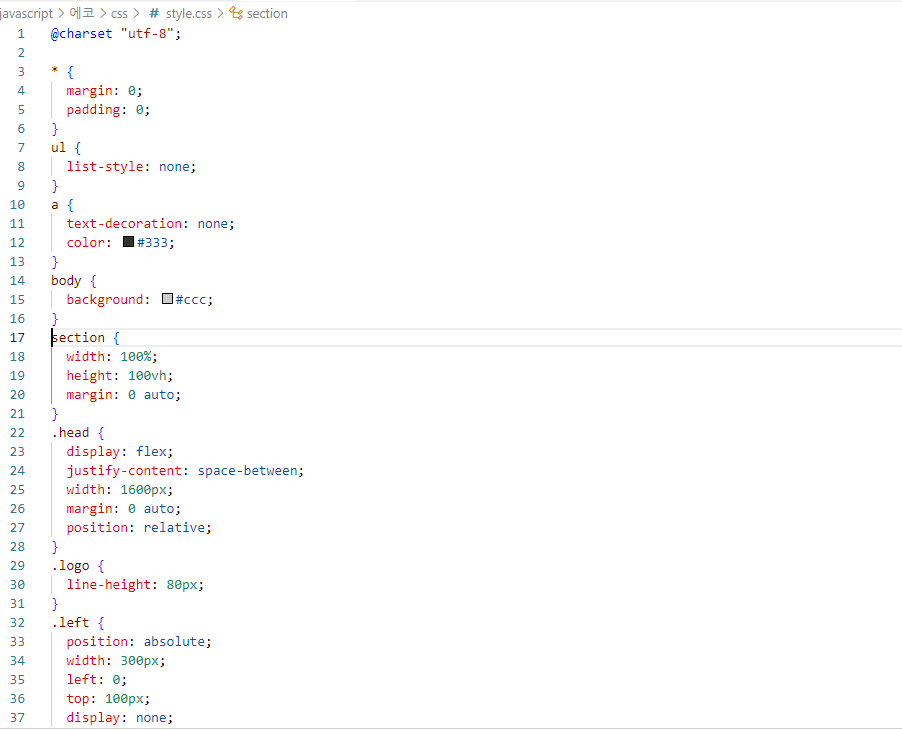 javascript > 에코 > css > # style.css > section
1 @charset "utf-8";
2
3 * {
4 margin: 0;
5 padding: 0;
6 }
7 ul {
8 list-style: none;
9 }
10 a {
11 text-decoration: none;
12 color: #333;
13 }
14 body {
15 background: #ccc;
16 }
17 section {
18 width: 100%;
19 height: 100vh;
20 margin: 0 auto;
21 }
22 .head {
23 display: flex;
24 justify-content: space-between;
25 width: 1600px;
26 margin: 0 auto;
27 position: relative;
28 }
29 .logo {
30 line-height: 80px;
31 }
32 .left {
33 position: absolute;
34 width: 300px;
35 left: 0;
36 top: 100px;
37 display: none;